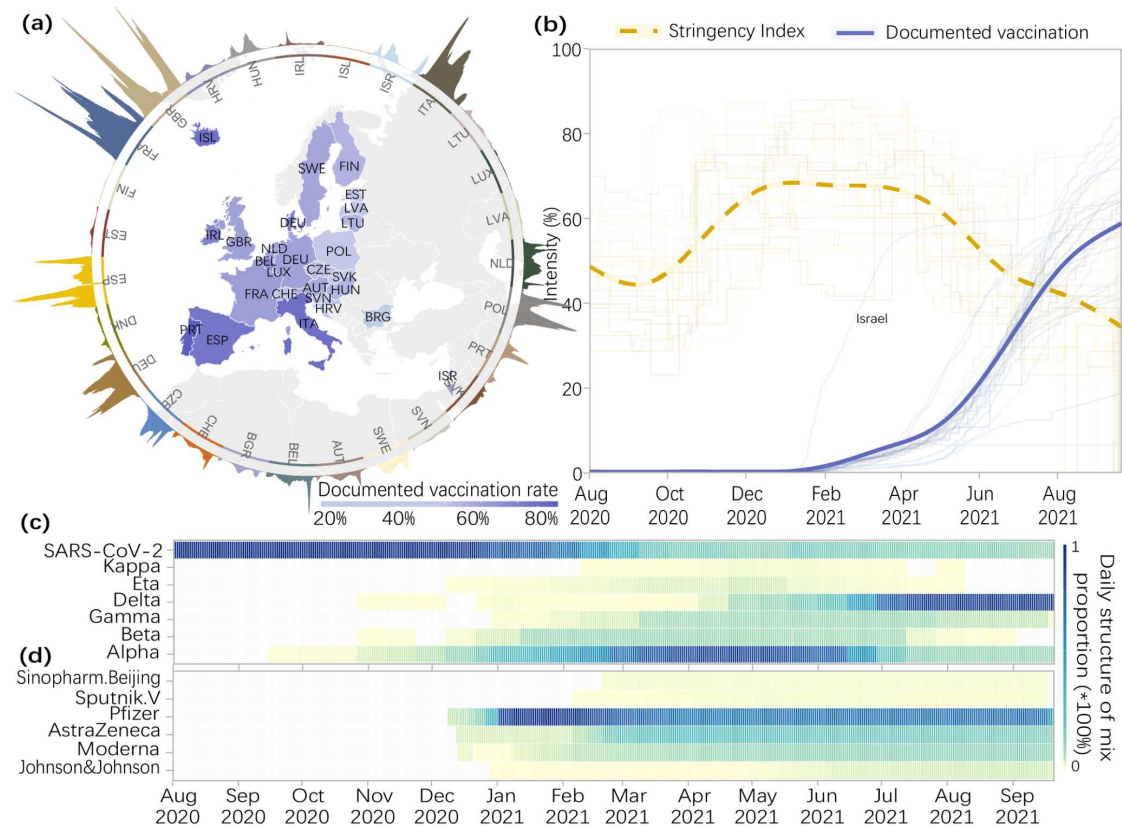 (a)
HRV
HUN
IRL
ISL
ISR
ITA
LTU
LUX
LVA
NLD
POL
PRT
SVK
SVN
SWE
AUT
BEL
BGR
CHE
CZE
DEU
DNK
ESP
EST
FIN
FRA
GBR
ISL
SWE
FIN
EST
LVA
LTU
DEU
IRL
GBR
NLD
BEL
DEU
POL
LUX
CZE
SVK
AUT
HUN
FRA
CHE
SVN
HRV
ITA
BRG
PRT
ESP
ISR
Documented vaccination rate
20% 40% 60% 80%
(b)
Stringency Index
Documented vaccination
Intensity (%)
100
80
60
40
20
0
Israel
Aug Oct Dec Feb Apr Jun Aug
2020 2020 2020 2021 2021 2021 2021
(c)
SARS-CoV-2
Kappa
Eta
Delta
Gamma
Beta
Alpha
(d)
Sinopharm.Beijing
Sputnik.V
Pfizer
AstraZeneca
Moderna
Johnson&Johnson
Aug Sep Oct Nov Dec Jan Feb Mar Apr May Jun Jul Aug Sep
2020 2020 2020 2020 2020 2021 2021 2021 2021 2021 2021 2021 2021 2021
1
0
Daily structure of mix
proportion (*100%)